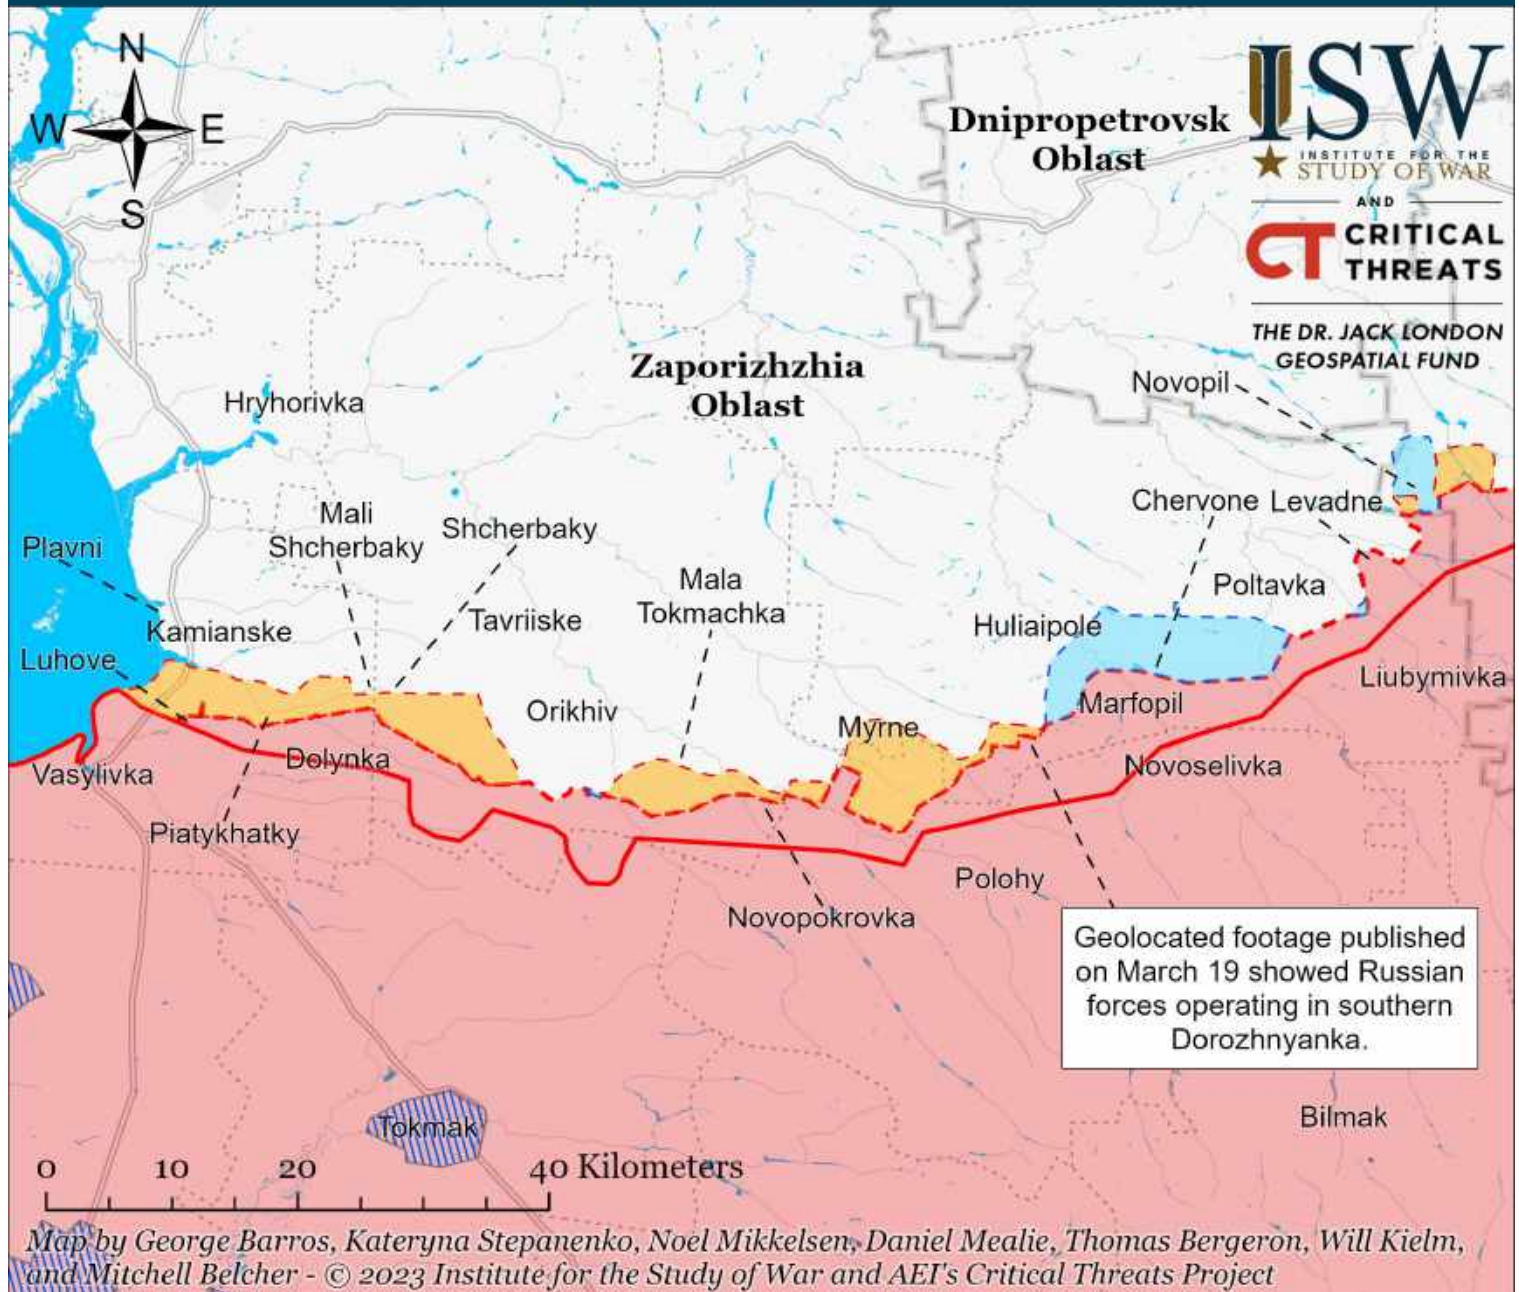 N
W E
S
Dnipropetrovsk
Oblast
ISW
INSTITUTE FOR THE
STUDY OF WAR
AND
CT CRITICAL
THREATS
THE DR. JACK LONDON
GEOSPATIAL FUND
Zaporizhzhia
Oblast
Novopil
Hryhorivka
Chervone Levadne
Mali
Shcherbaky
Shcherbaky
Plavni
Mala
Tokmachka
Poltavka
Tavriiske
Huliaipole
Kamianske
Luhove
Liubymivka
Marfopil
Orikhiv
Myrne
Dolynka
Novoselivka
Vasylivka
Piatykhatky
Polohy
Novopokrovka
Geolocated footage published
on March 19 showed Russian
forces operating in southern
Dorozhnyanka.
Bilmak
Tokmak
0 10 20 40 Kilometers
Map by George Barros, Kateryna Stepanenko, Noel Mikkelsen, Daniel Mealie, Thomas Bergeron, Will Kielm,
and Mitchell Belcher - © 2023 Institute for the Study of War and AEI's Critical Threats Project